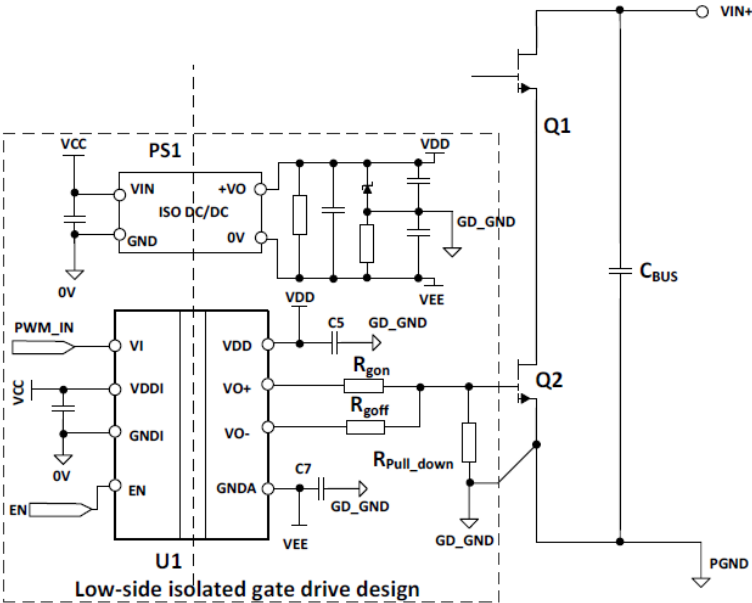 VIN+
Q1
VCC
PS1
VDD
VIN
+VO
ISO DC/DC
GND
0V
GD_GND
0V
VEE
CBUS
VDD
C5
GD_GND
PWM_IN
VI
VDD
Rgon
Q2
VCC
VDDI
VO+
Rgoff
GNDI
VO-
RPull_down
0V
C7
EN
EN
GNDA
GD_GND
VEE
GD_GND
U1
PGND
Low-side isolated gate drive design